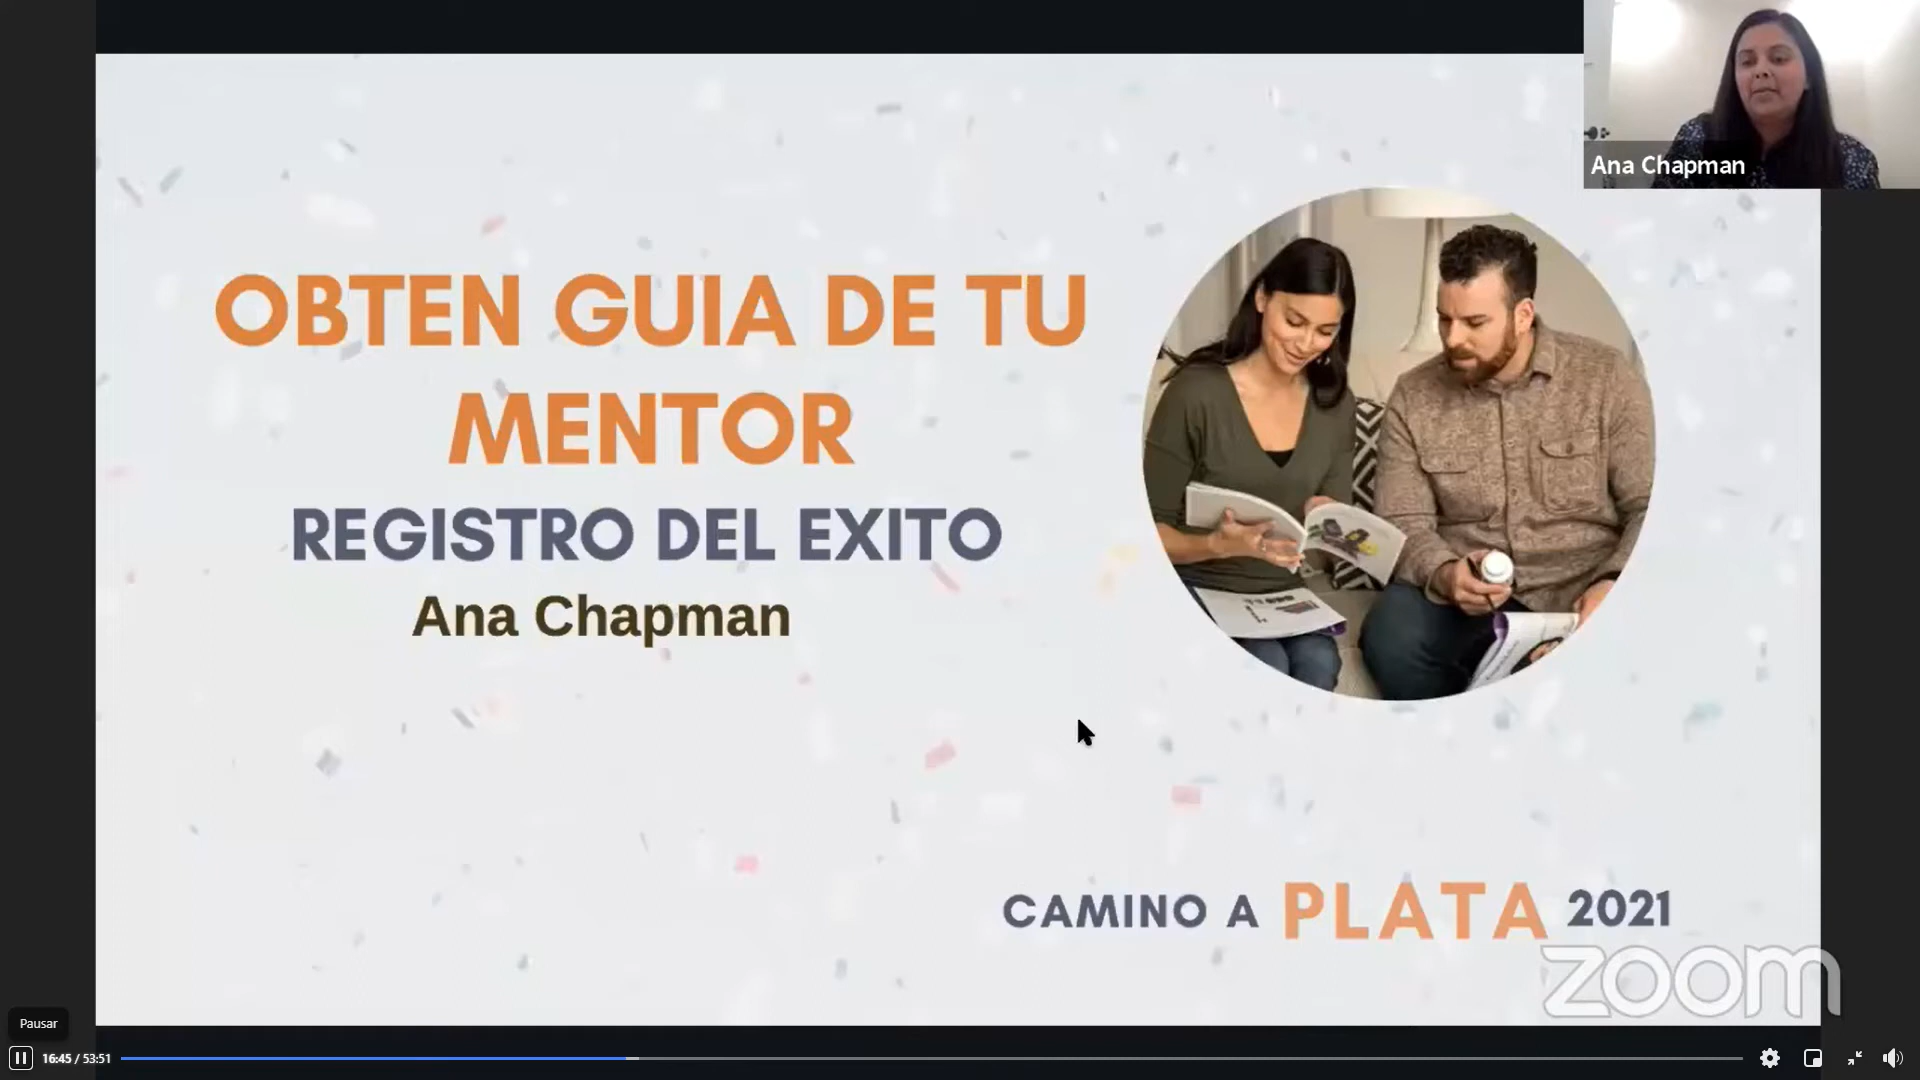 Ana Chapman
OBTEN GUIA DE TU
MENTOR
REGISTRO DEL EXITO
Ana Chapman
CAMINO A PLATA 2021
zoom
Pausar
16:45 / 53:51